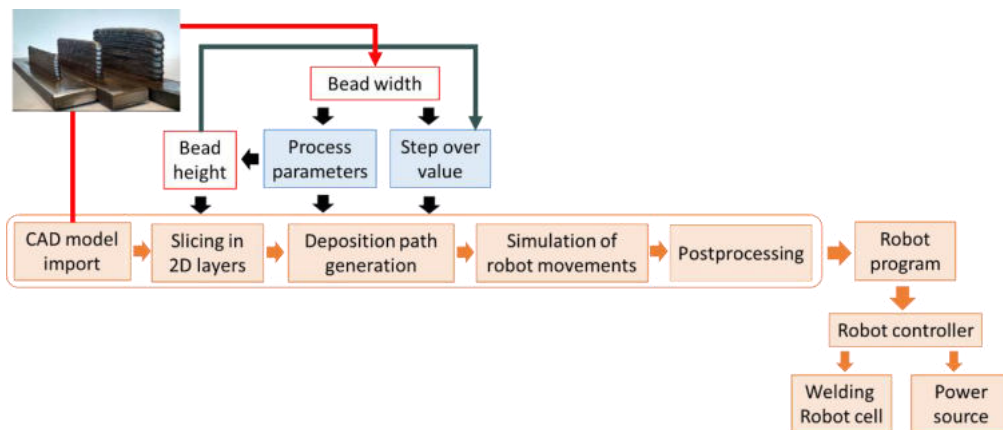 Bead width
Bead
height
Process
parameters
Step over
value
CAD model
import
Slicing in
2D layers
Deposition path
generation
Simulation of
robot movements
Postprocessing
Robot
program
Robot controller
Welding
Robot cell
Power
source